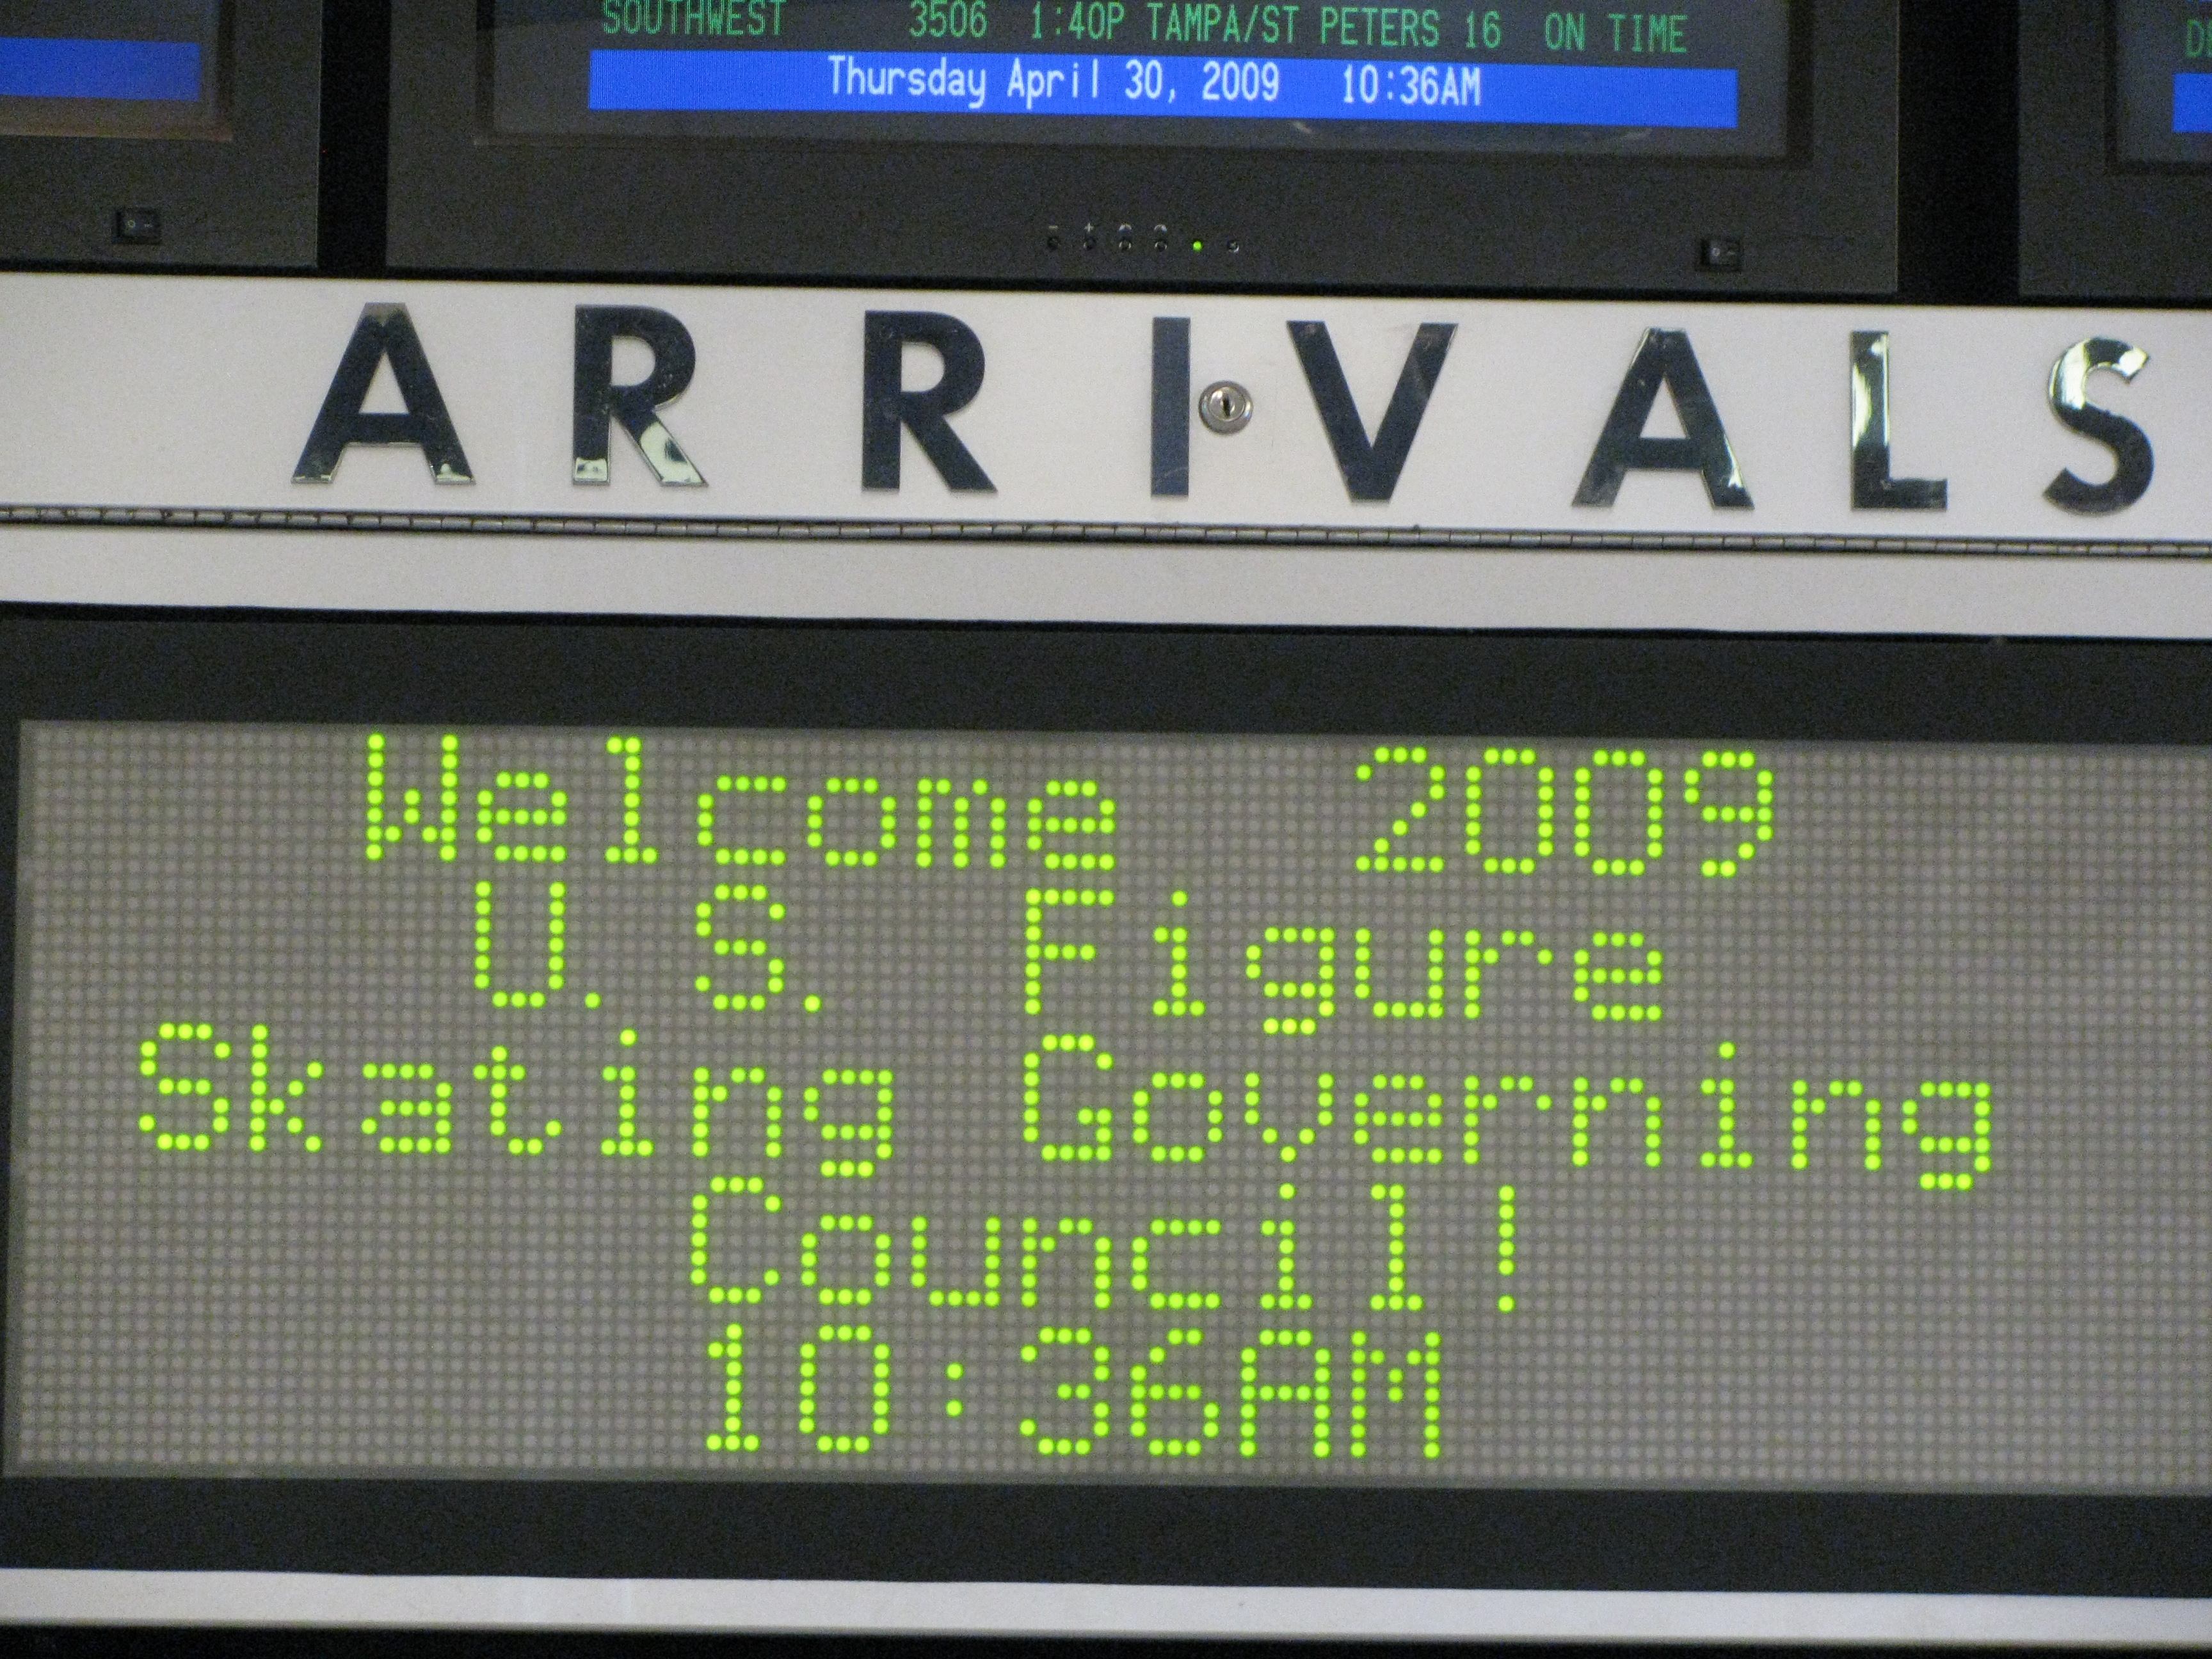 SOUTHWEST 3506 1:40P TAMPA/ST PETERS 16 ON TIME
Thursday April 30, 2009 10:36AM
ARRIVALS
Welcome 2009
U.S. Figure
Skating Governing
Council!
10:36AM